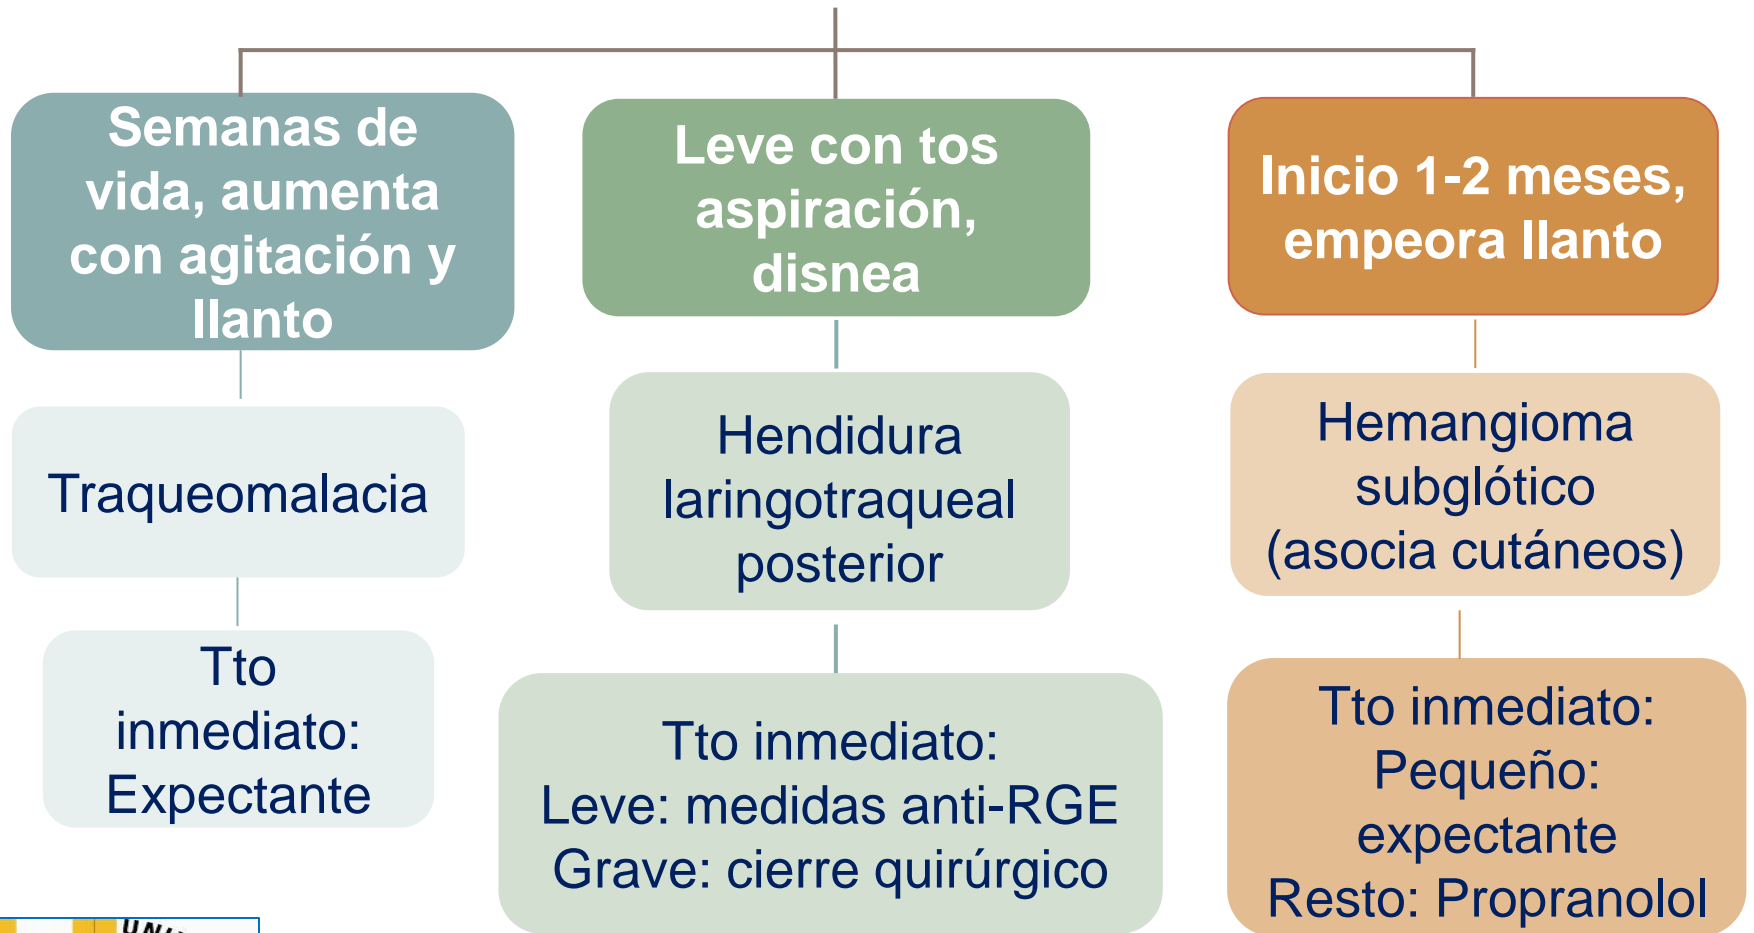 Semanas de
vida, aumenta
con agitación y
llanto
Leve con tos
aspiración,
disnea
Inicio 1-2 meses,
empeora llanto
Traqueomalacia
Hendidura
laringotraqueal
posterior
Hemangioma
subglótico
(asocia cutáneos)
Tto
inmediato:
Expectante
Tto inmediato:
Leve: medidas anti-RGE
Grave: cierre quirúrgico
Tto inmediato:
Pequeño:
expectante
Resto: Propranolol